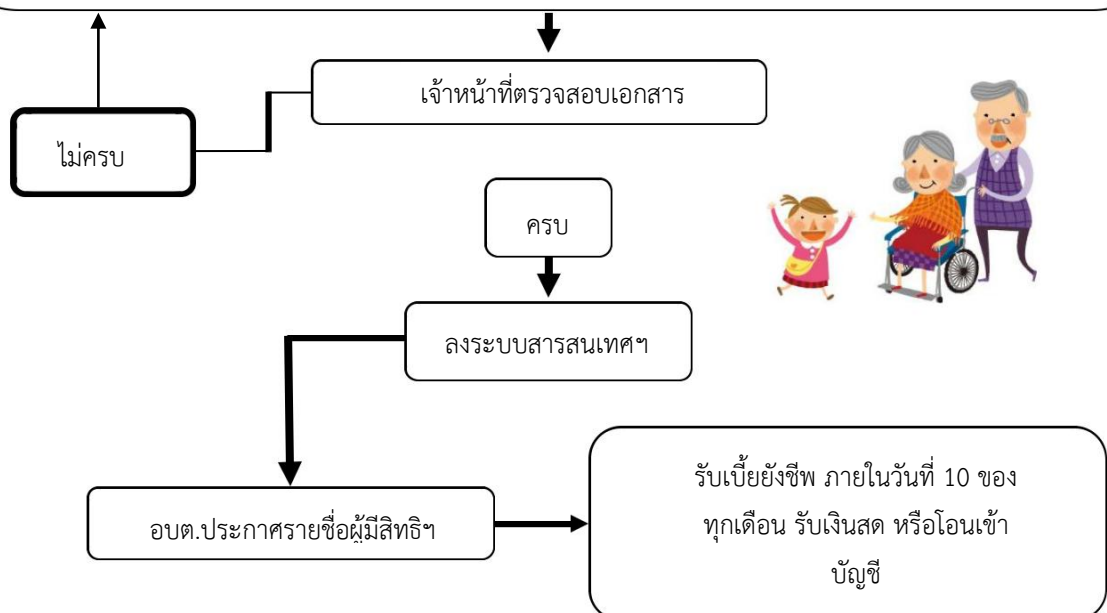 เจ้าหน้าที่ตรวจสอบเอกสาร
ไม่ครบ
ครบ
ลงระบบสารสนเทศฯ
อบต.ประกาศรายชื่อผู้มีสิทธิฯ
รับเบี้ยยังชีพ ภายในวันที่ 10 ของ
ทุกเดือน รับเงินสด หรือโอนเข้า
บัญชี